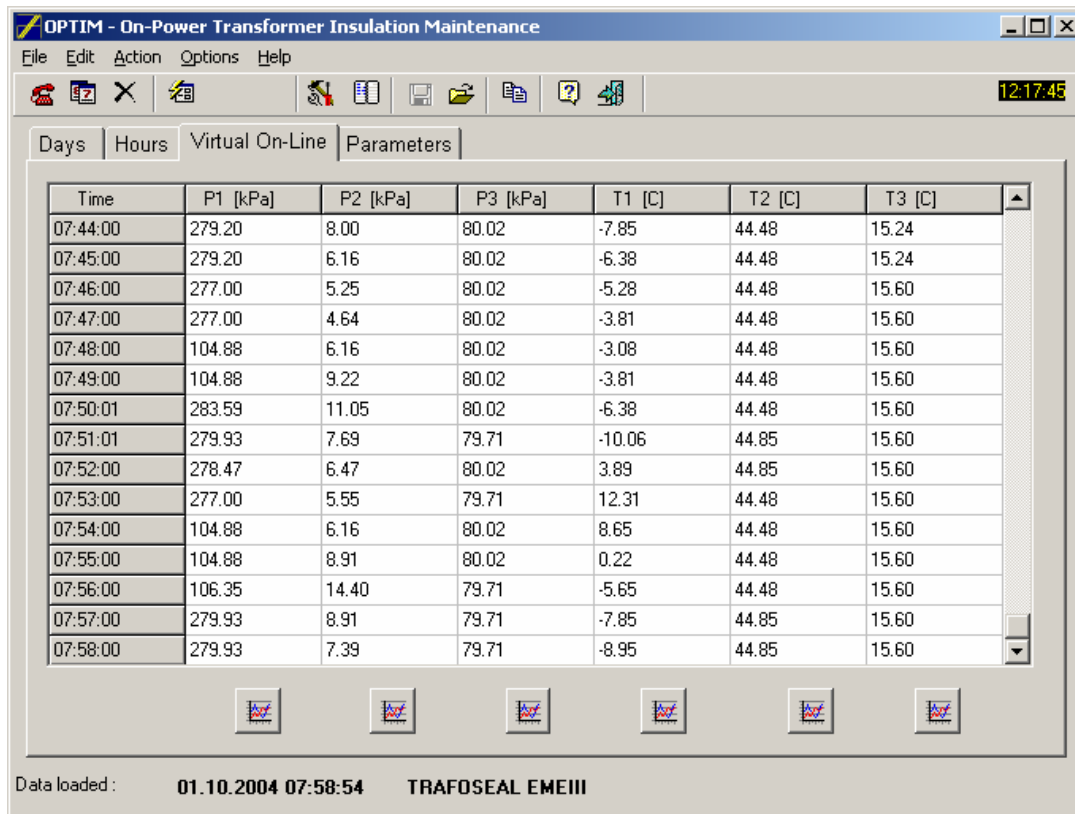 OPTIM - On-Power Transformer Insulation Maintenance
File Edit Action Options Help
12:17:45
Days Hours Virtual On-Line Parameters
Time P1 [kPa] P2 [kPa] P3 [kPa] T1 [C] T2 [C] T3 [C]
07:44:00 279.20 8.00 80.02 -7.85 44.48 15.24
07:45:00 279.20 6.16 80.02 -6.38 44.48 15.24
07:46:00 277.00 5.25 80.02 -5.28 44.48 15.60
07:47:00 277.00 4.64 80.02 -3.81 44.48 15.60
07:48:00 104.88 6.16 80.02 -3.08 44.48 15.60
07:49:00 104.88 9.22 80.02 -3.81 44.48 15.60
07:50:01 283.59 11.05 80.02 -6.38 44.48 15.60
07:51:01 279.93 7.69 79.71 -10.06 44.85 15.60
07:52:00 278.47 6.47 80.02 3.89 44.85 15.60
07:53:00 277.00 5.55 79.71 12.31 44.48 15.60
07:54:00 104.88 6.16 80.02 8.65 44.48 15.60
07:55:00 104.88 8.91 80.02 0.22 44.48 15.60
07:56:00 106.35 14.40 79.71 -5.65 44.48 15.60
07:57:00 279.93 8.91 79.71 -7.85 44.85 15.60
07:58:00 279.93 7.39 79.71 -8.95 44.85 15.60
Data loaded : 01.10.2004 07:58:54 TRAFOSEAL EMEIII